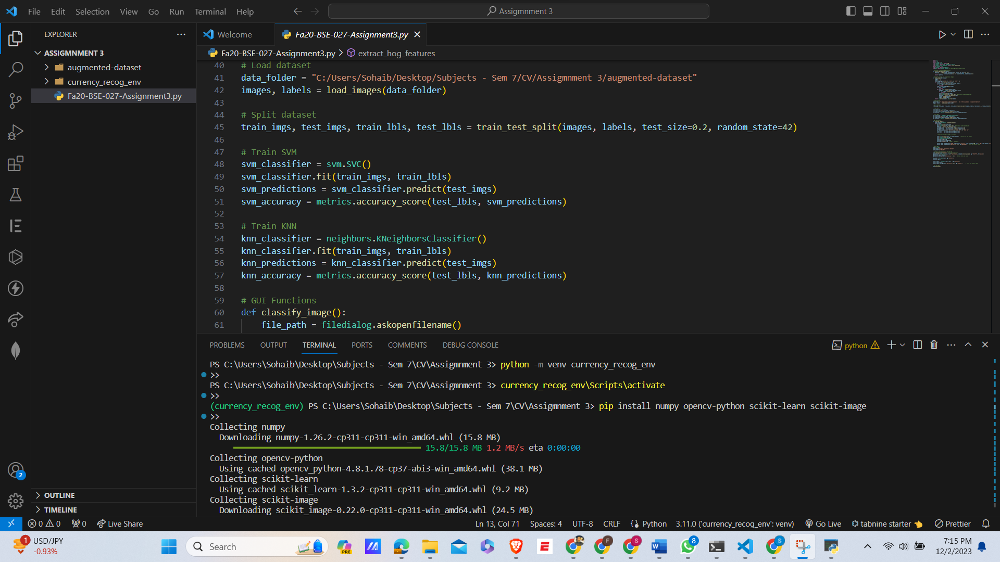 File Edit Selection View Go Run Terminal Help
Assigmnment 3
EXPLORER
ASSIGMNMENT 3
augmented-dataset
currency_recog_env
Fa20-BSE-027-Assignment3.py
OUTLINE
TIMELINE
Welcome
Fa20-BSE-027-Assignment3.py
Fa20-BSE-027-Assignment3.py > extract_hog_features
40 # Load dataset
41 data_folder = "C:/Users/Sohaib/Desktop/Subjects - Sem 7/CV/Assigmnment 3/augmented-dataset"
42 images, labels = load_images(data_folder)
43
44 # Split dataset
45 train_imgs, test_imgs, train_lbls, test_lbls = train_test_split(images, labels, test_size=0.2, random_state=42)
46
47 # Train SVM
48 svm_classifier = svm.SVC()
49 svm_classifier.fit(train_imgs, train_lbls)
50 svm_predictions = svm_classifier.predict(test_imgs)
51 svm_accuracy = metrics.accuracy_score(test_lbls, svm_predictions)
52
53 # Train KNN
54 knn_classifier = neighbors.KNeighborsClassifier()
55 knn_classifier.fit(train_imgs, train_lbls)
56 knn_predictions = knn_classifier.predict(test_imgs)
57 knn_accuracy = metrics.accuracy_score(test_lbls, knn_predictions)
58
59 # GUI Functions
60 def classify_image():
61 file_path = filedialog.askopenfilename()
PROBLEMS OUTPUT TERMINAL PORTS COMMENTS DEBUG CONSOLE
python
PS C:\Users\Sohaib\Desktop\Subjects - Sem 7\CV\Assigmnment 3> python -m venv currency_recog_env
>>
PS C:\Users\Sohaib\Desktop\Subjects - Sem 7\CV\Assigmnment 3> currency_recog_env\Scripts\activate
>>
(currency_recog_env) PS C:\Users\Sohaib\Desktop\Subjects - Sem 7\CV\Assigmnment 3> pip install numpy opencv-python scikit-learn scikit-image
>>
Collecting numpy
Downloading numpy-1.26.2-cp311-cp311-win_amd64.whl (15.8 MB)
15.8/15.8 MB 1.2 MB/s eta 0:00:00
Collecting opencv-python
Using cached opencv_python-4.8.1.78-cp37-abi3-win_amd64.whl (38.1 MB)
Collecting scikit-learn
Using cached scikit_learn-1.3.2-cp311-cp311-win_amd64.whl (9.2 MB)
Collecting scikit-image
Downloading scikit_image-0.22.0-cp311-cp311-win_amd64.whl (24.5 MB)
2
0 0 0 Live Share
Ln 13, Col 71 Spaces: 4 UTF-8 CRLF Python 3.11.0 ('currency_recog_env': venv) Go Live tabnine starter Prettier
1
USD/JPY
-0.93%
Search
PRE
F
S
W
8
S
7:15 PM
12/2/2023